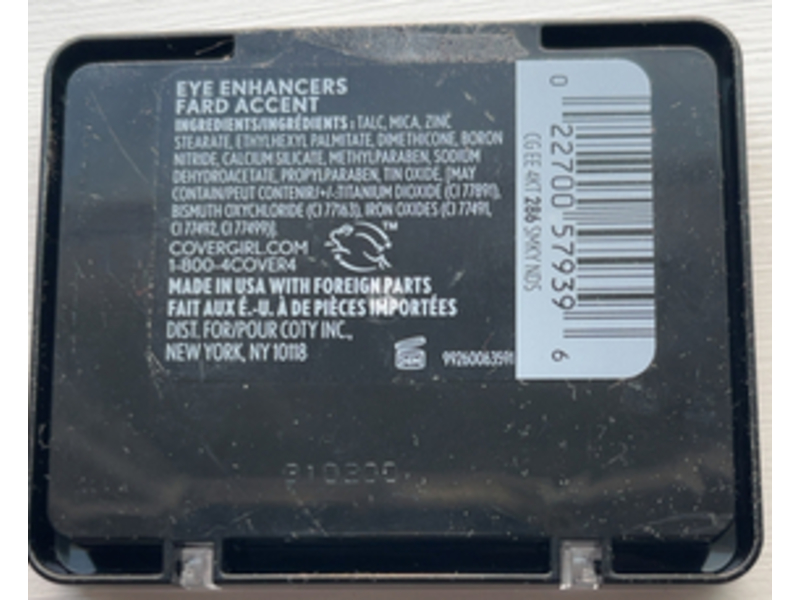 EYE ENHANCERS
FARD ACCENT
INGREDIENTS/INGRÉDIENTS : TALC, MICA, ZINC
STEARATE, ETHYLHEXYL PALMITATE, DIMETHICONE, BORON
NITRIDE, CALCIUM SILICATE, METHYLPARABEN, SODIUM
DEHYDROACETATE, PROPYLPARABEN, TIN OXIDE, [MAY
CONTAIN/PEUT CONTENIR/+/-:TITANIUM DIOXIDE (CI 77891),
BISMUTH OXYCHLORIDE (CI 77163), IRON OXIDES (CI 77491,
CI 77492, CI 77499)].
COVERGIRL.COM
1-800-4COVER4
TM
MADE IN USA WITH FOREIGN PARTS
FAIT AUX É.-U. À DE PIÈCES IMPORTÉES
DIST. FOR/POUR COTY INC.,
NEW YORK, NY 10118
36M
99260063591
CG EE 4KT 286 SMKY NDS
0 22700 57939 6